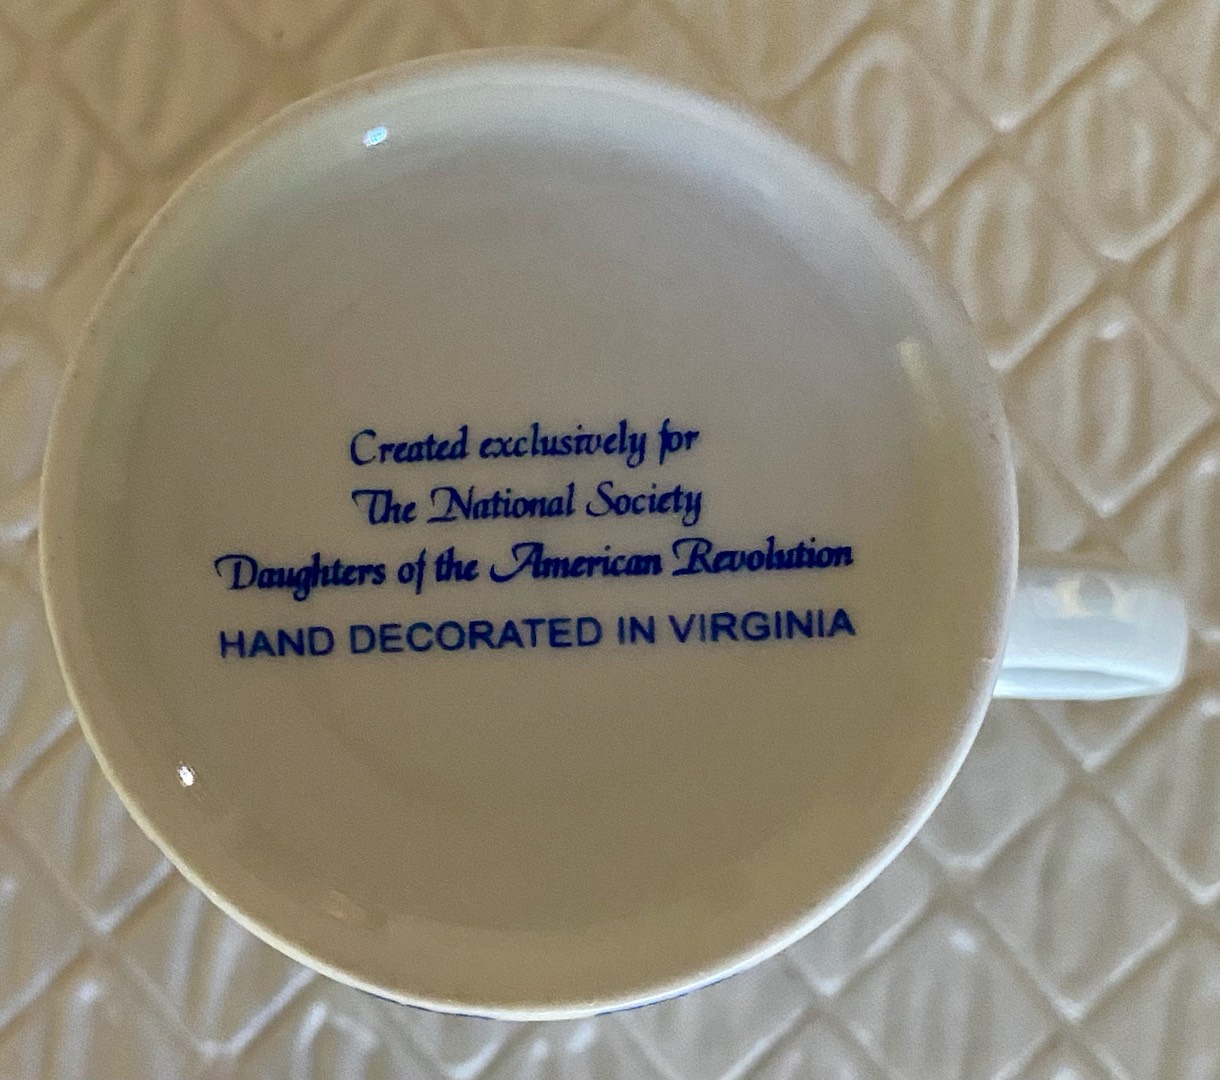 Created exclusively for
The National Society
Daughters of the American Revolution
HAND DECORATED IN VIRGINIA